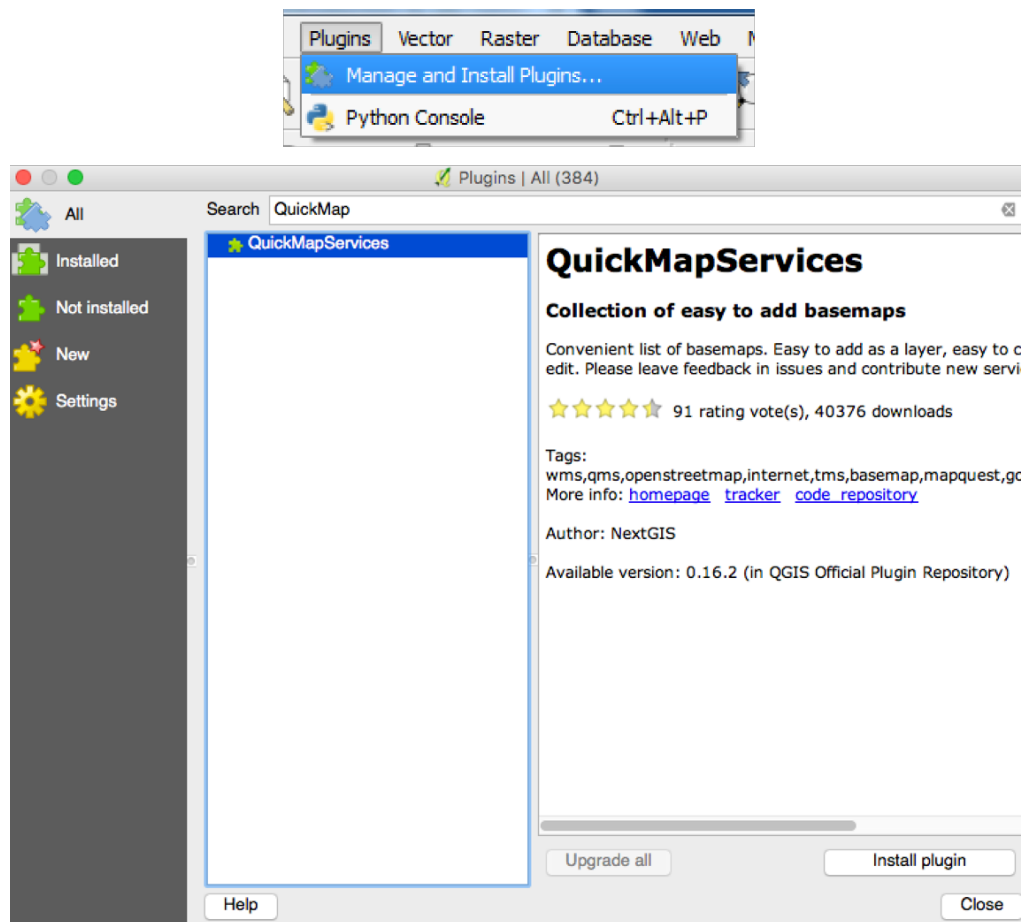 Plugins Vector Raster Database Web
Manage and Install Plugins...
Python Console Ctrl+Alt+P
Plugins | All (384)
All
Search QuickMap
Installed
Not installed
New
Settings
QuickMapServices
QuickMapServices
Collection of easy to add basemaps
Convenient list of basemaps. Easy to add as a layer, easy to c
edit. Please leave feedback in issues and contribute new servi
91 rating vote(s), 40376 downloads
Tags:
wms,qms,openstreetmap,internet,tms,basemap,mapquest,go
More info: homepage tracker code repository
Author: NextGIS
Available version: 0.16.2 (in QGIS Official Plugin Repository)
Upgrade all
Install plugin
Help
Close